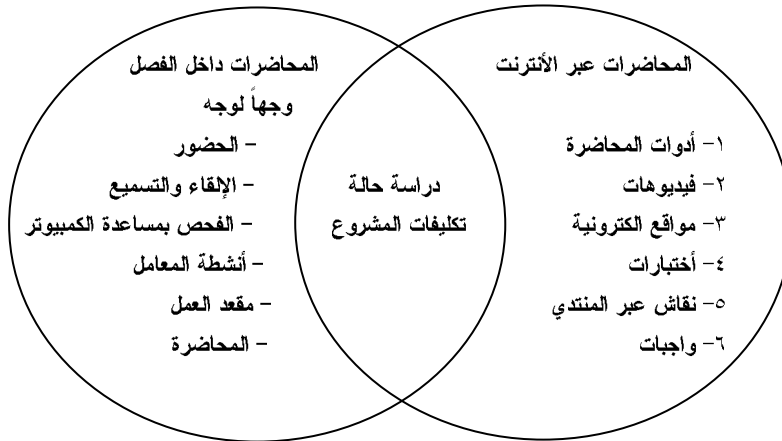 المحاضرات عبر الأنترنت
١- أدوات المحاضرة
٢- فيديوهات
٣- مواقع الكترونية
٤- أختبارات
٥- نقاش عبر المنتدي
٦- واجبات
دراسة حالة
تكليفات المشروع
المحاضرات داخل الفصل
وجهاً لوجه
- الحضور
- الإلقاء والتسميع
- الفحص بمساعدة الكمبيوتر
- أنشطة المعامل
- مقعد العمل
- المحاضرة